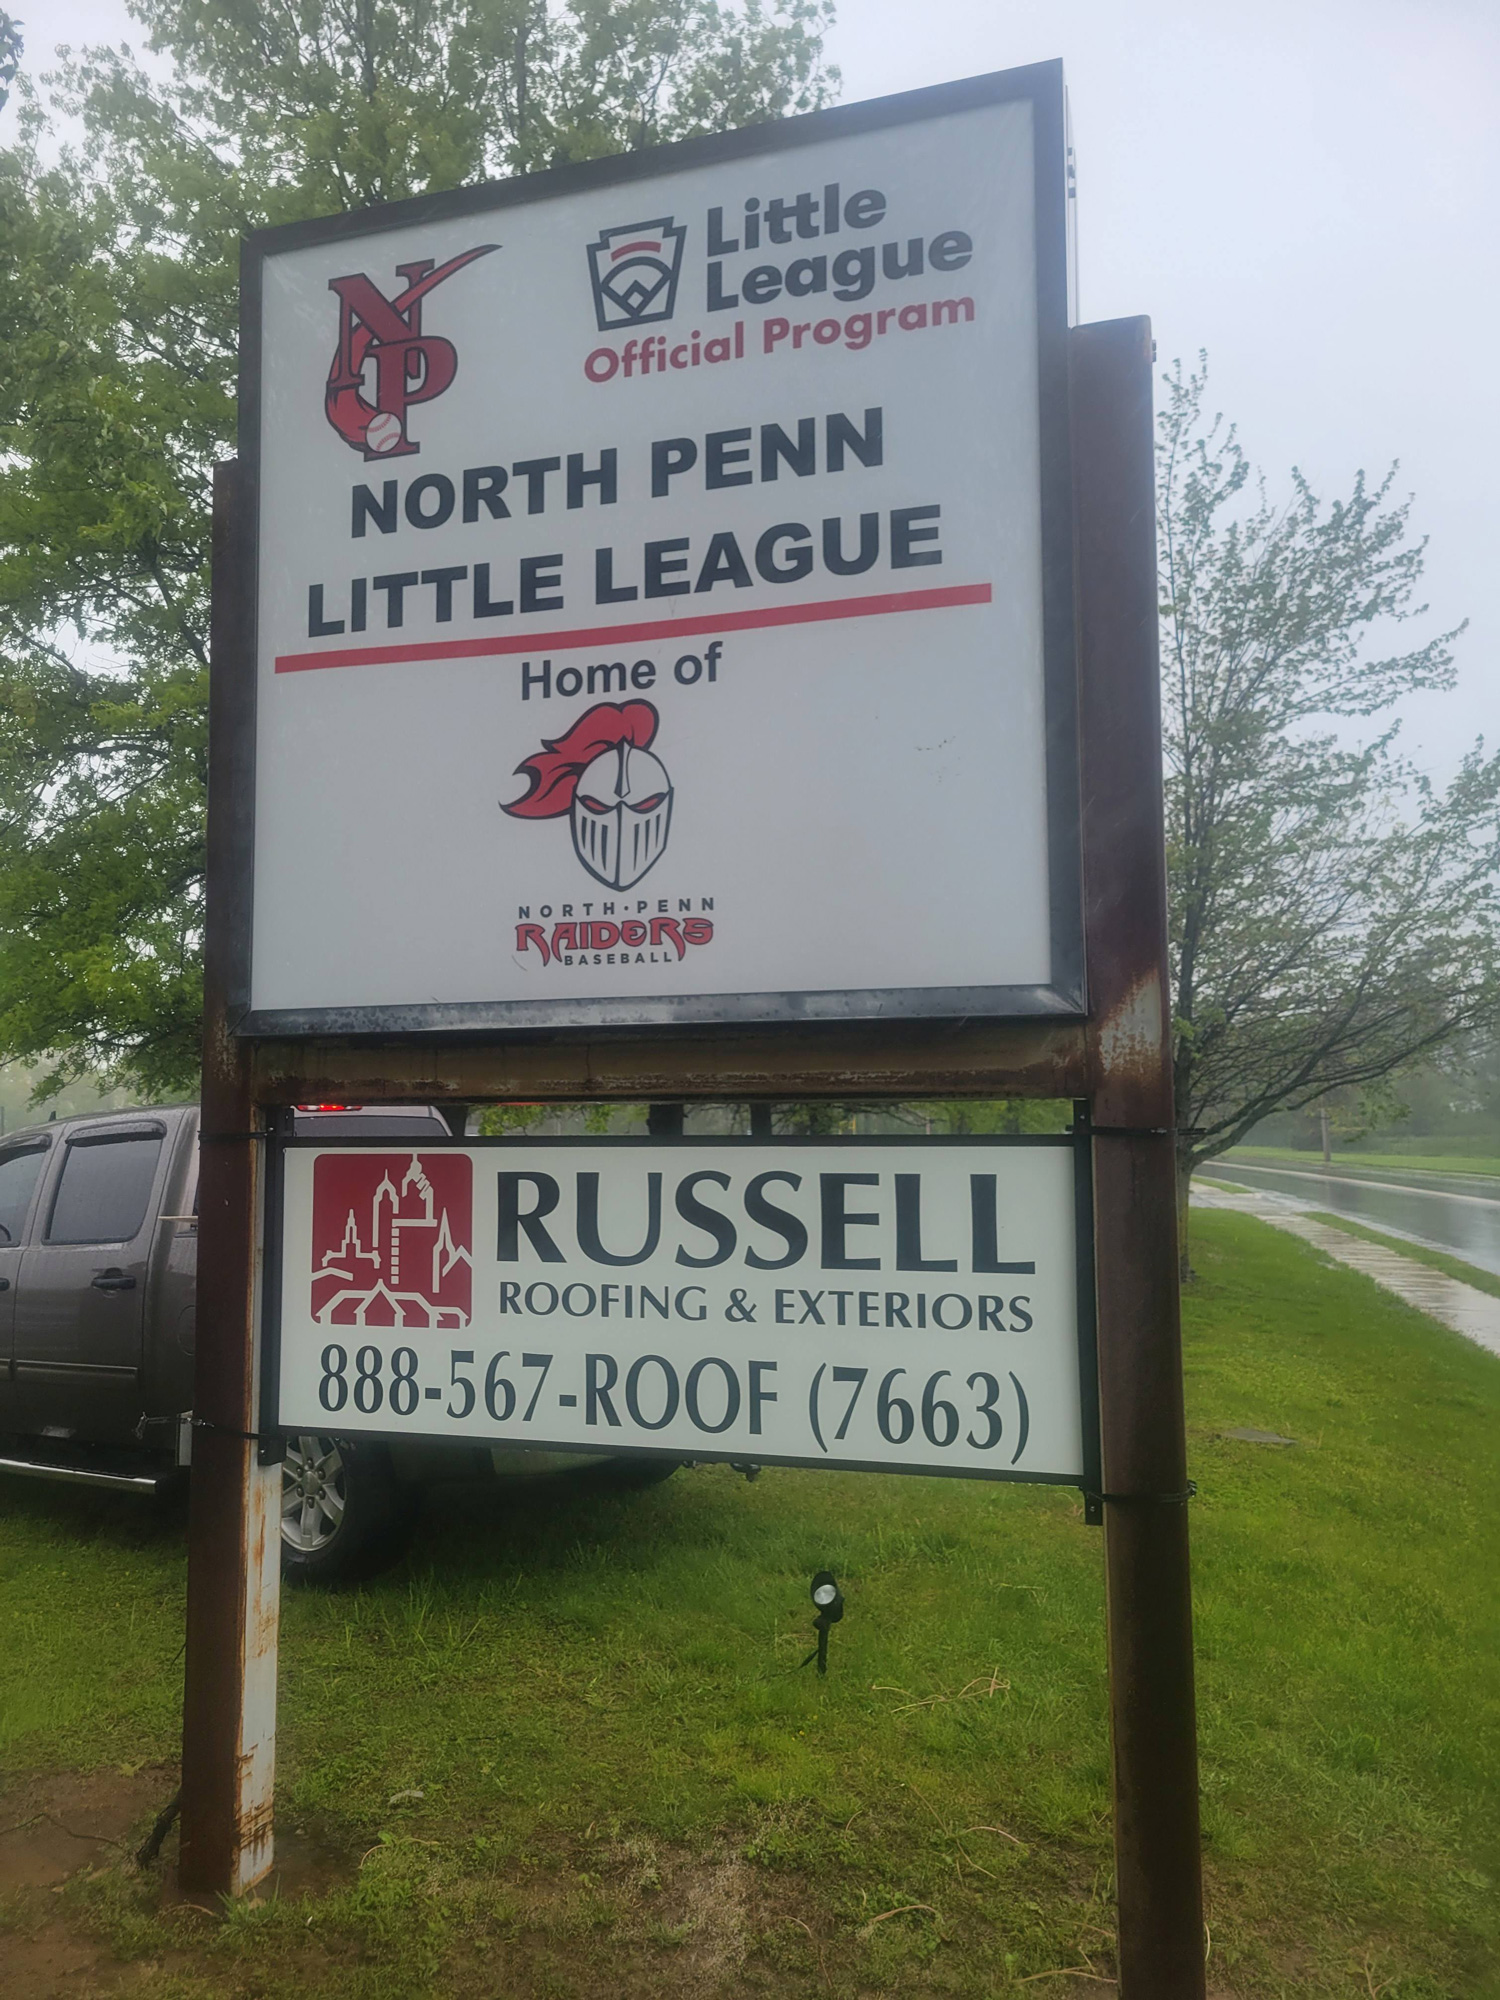 NP
Little
League
Official Program
NORTH PENN
LITTLE LEAGUE
Home of
NORTH·PENN
RAIDERS
BASEBALL
RUSSELL
ROOFING & EXTERIORS
888-567-ROOF (7663)